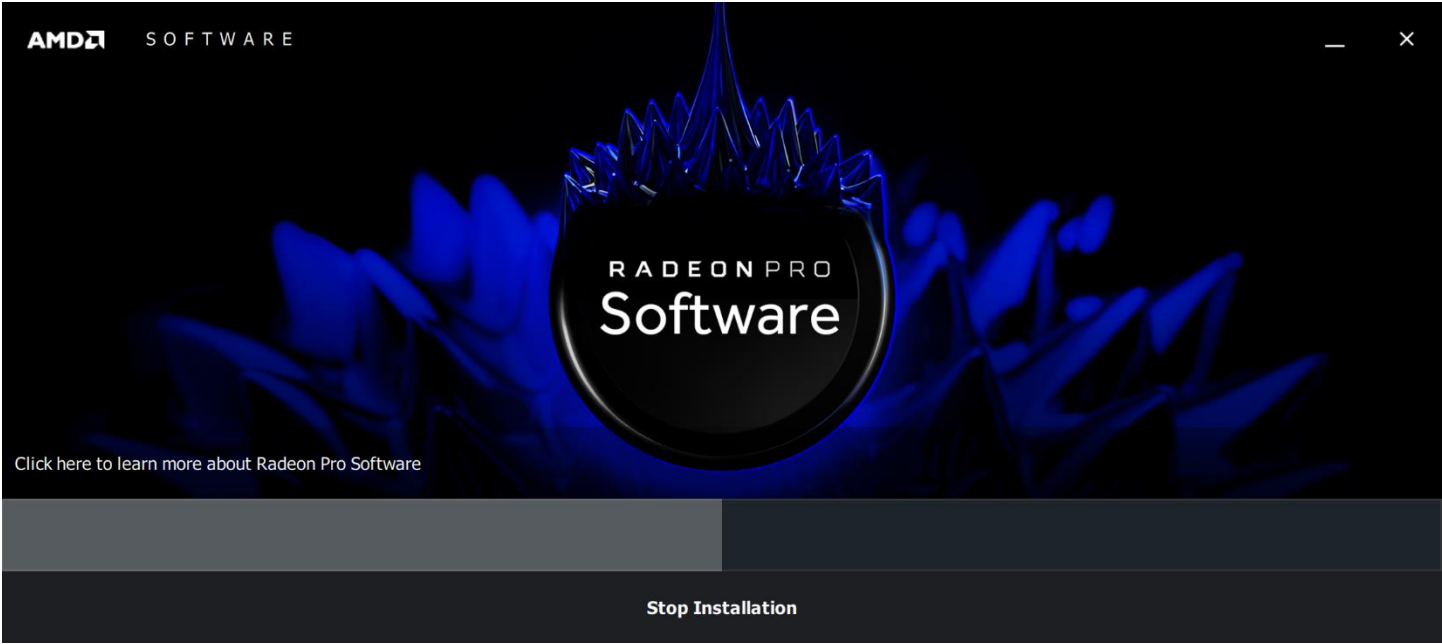 AMD SOFTWARE
RADEON PRO
Software
Click here to learn more about Radeon Pro Software
Stop Installation